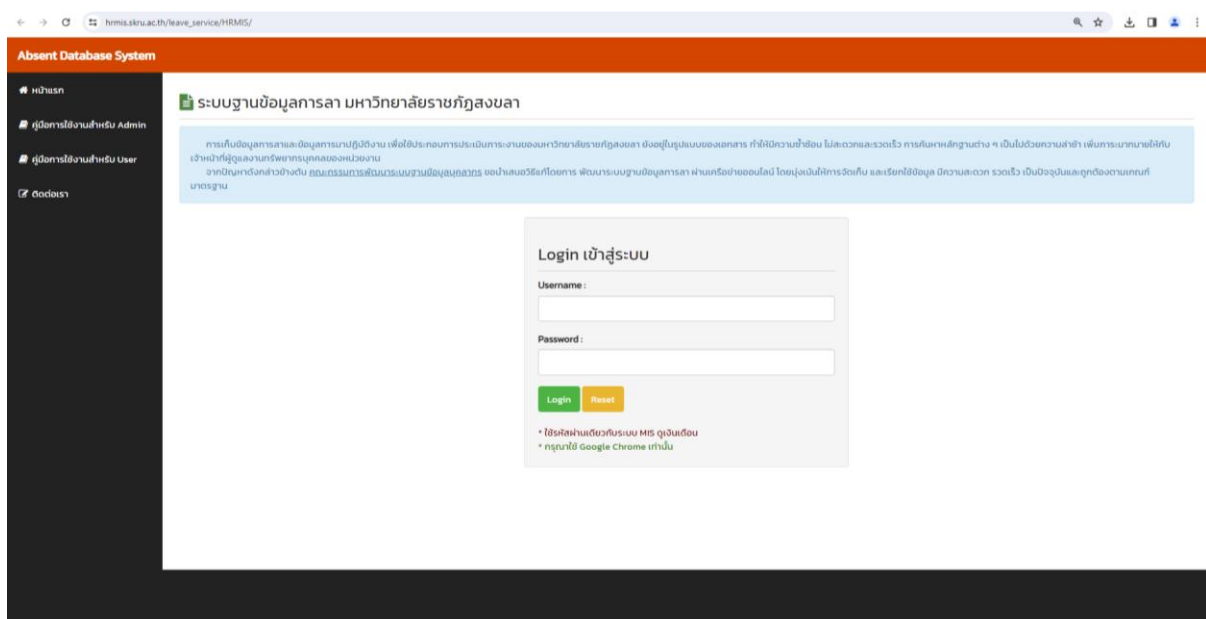 hrmis.skru.ac.th/leave_service/HRMIS/
Absent Database System
หน้าแรก
คู่มือการใช้งานสำหรับ Admin
คู่มือการใช้งานสำหรับ User
ติดต่อเรา
ระบบฐานข้อมูลการลา มหาวิทยาลัยราชภัฏสงขลา
การเก็บข้อมูลการลาและข้อมูลการมาปฏิบัติงาน เพื่อใช้ประกอบการประเมินภาระงานของมหาวิทยาลัยราชภัฏสงขลา ยังอยู่ในรูปแบบของเอกสาร ทำให้มีความซ้ำซ้อน ไม่สะดวกและรวดเร็ว การค้นหาหลักฐานต่าง ๆ เป็นไปด้วยความล่าช้า เพิ่มภาระมากมายให้กับ
เจ้าหน้าที่ผู้ดูแลงานทรัพยากรบุคคลของหน่วยงาน
จากปัญหาดังกล่าวข้างต้น คณะกรรมการพัฒนาระบบฐานข้อมูลบุคลากร ขอนำเสนอวิธีแก้โดยการ พัฒนาระบบฐานข้อมูลการลา ผ่านเครือข่ายออนไลน์ โดยมุ่งเน้นให้การจัดเก็บ และเรียกใช้ข้อมูล มีความสะดวก รวดเร็ว เป็นปัจจุบันและถูกต้องตามเกณฑ์
มาตรฐาน
Login เข้าสู่ระบบ
Username :
Password :
Login Reset
* ใช้รหัสผ่านเดียวกับระบบ MIS ดูเงินเดือน
* กรุณาใช้ Google Chrome เท่านั้น